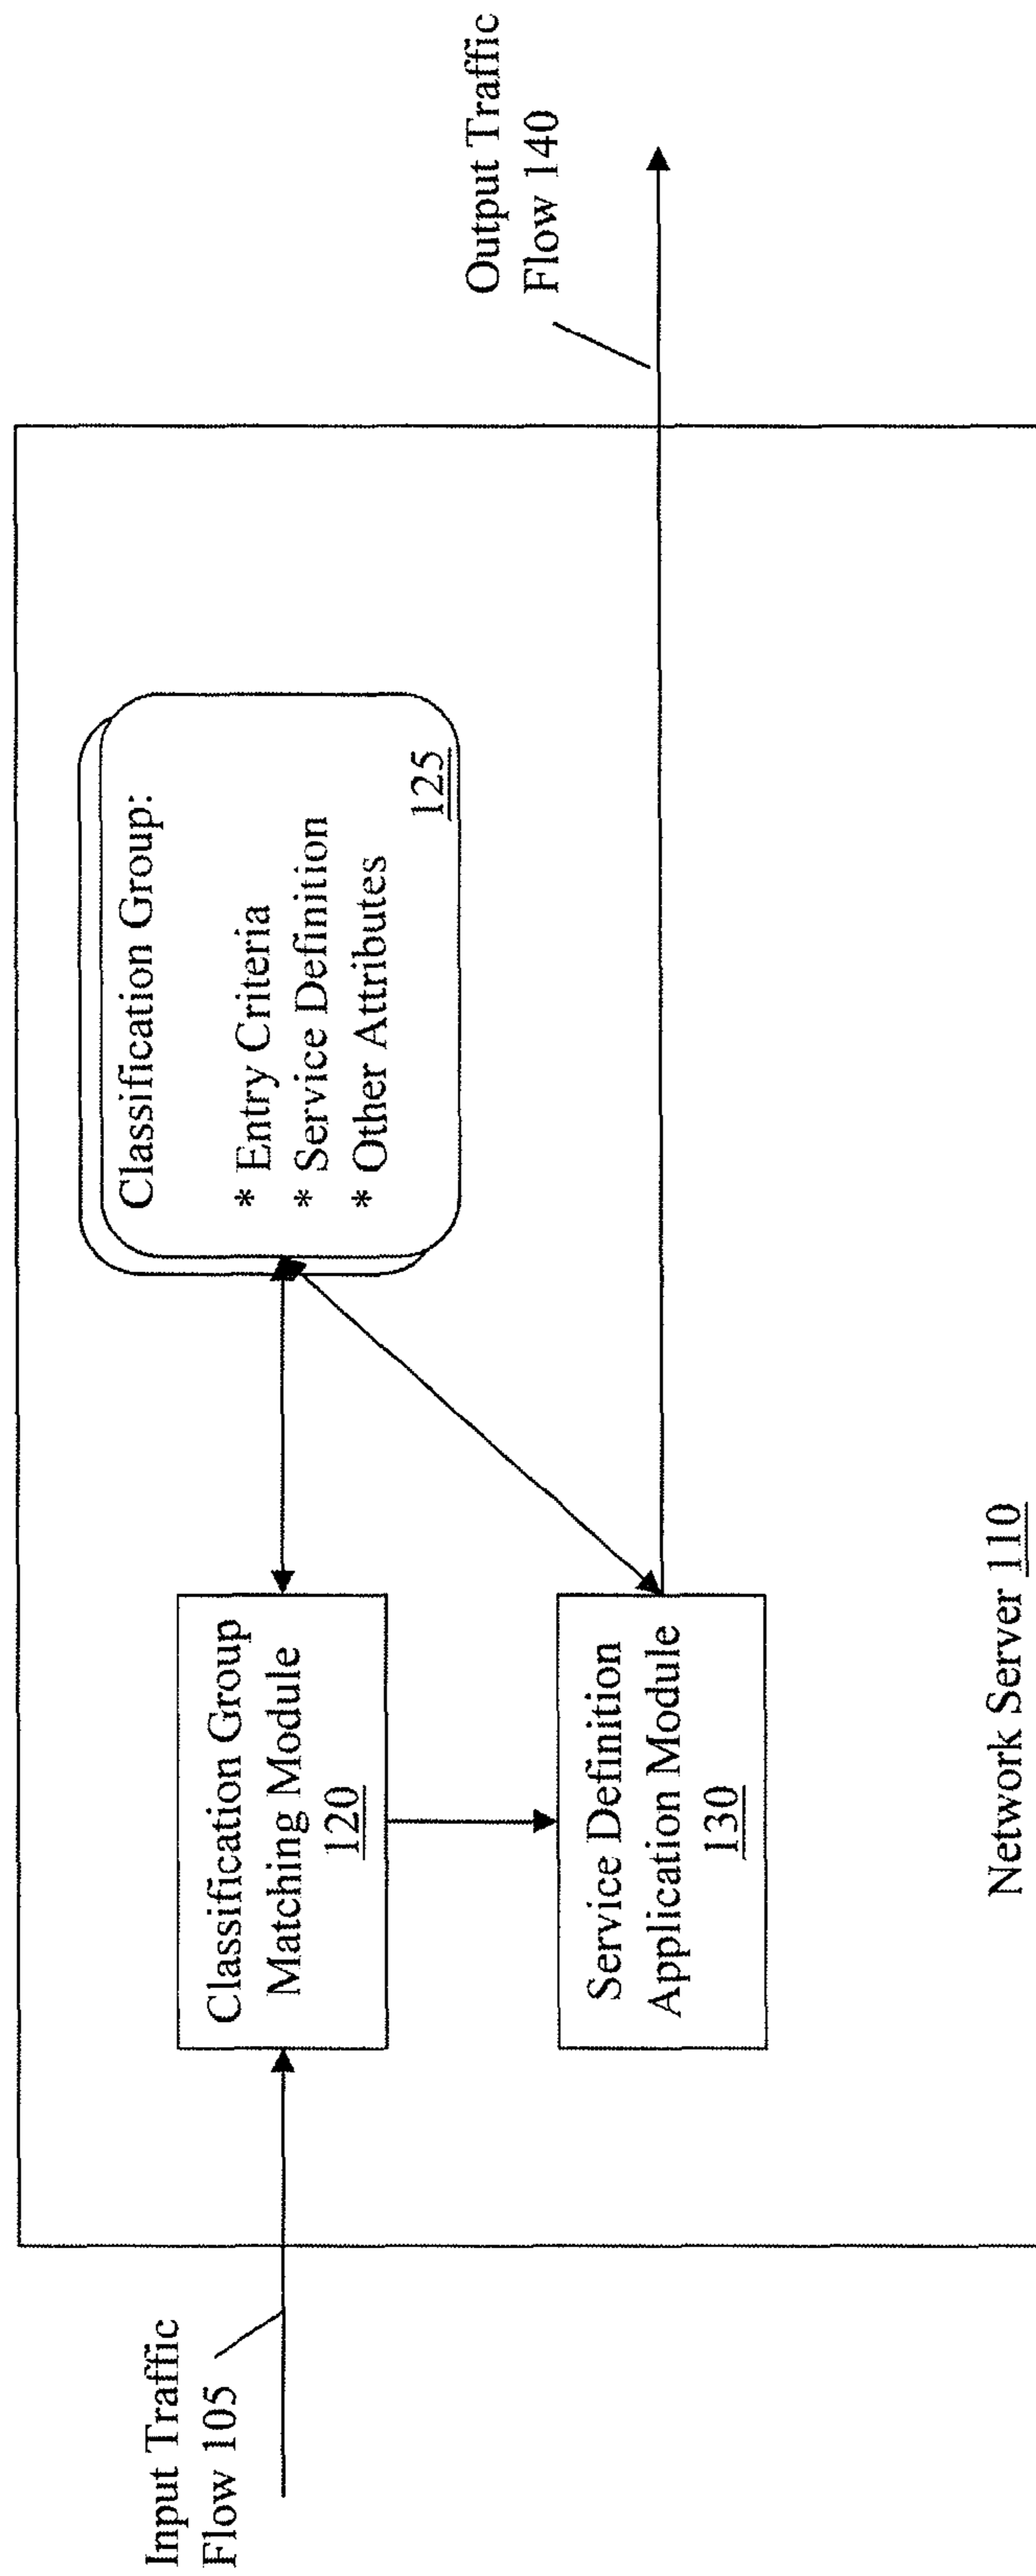 Input Traffic
Flow 105
Classification Group
Matching Module
120
Service Definition
Application Module
130
Classification Group:
* Entry Criteria
* Service Definition
* Other Attributes
125
Output Traffic
Flow 140
Network Server 110